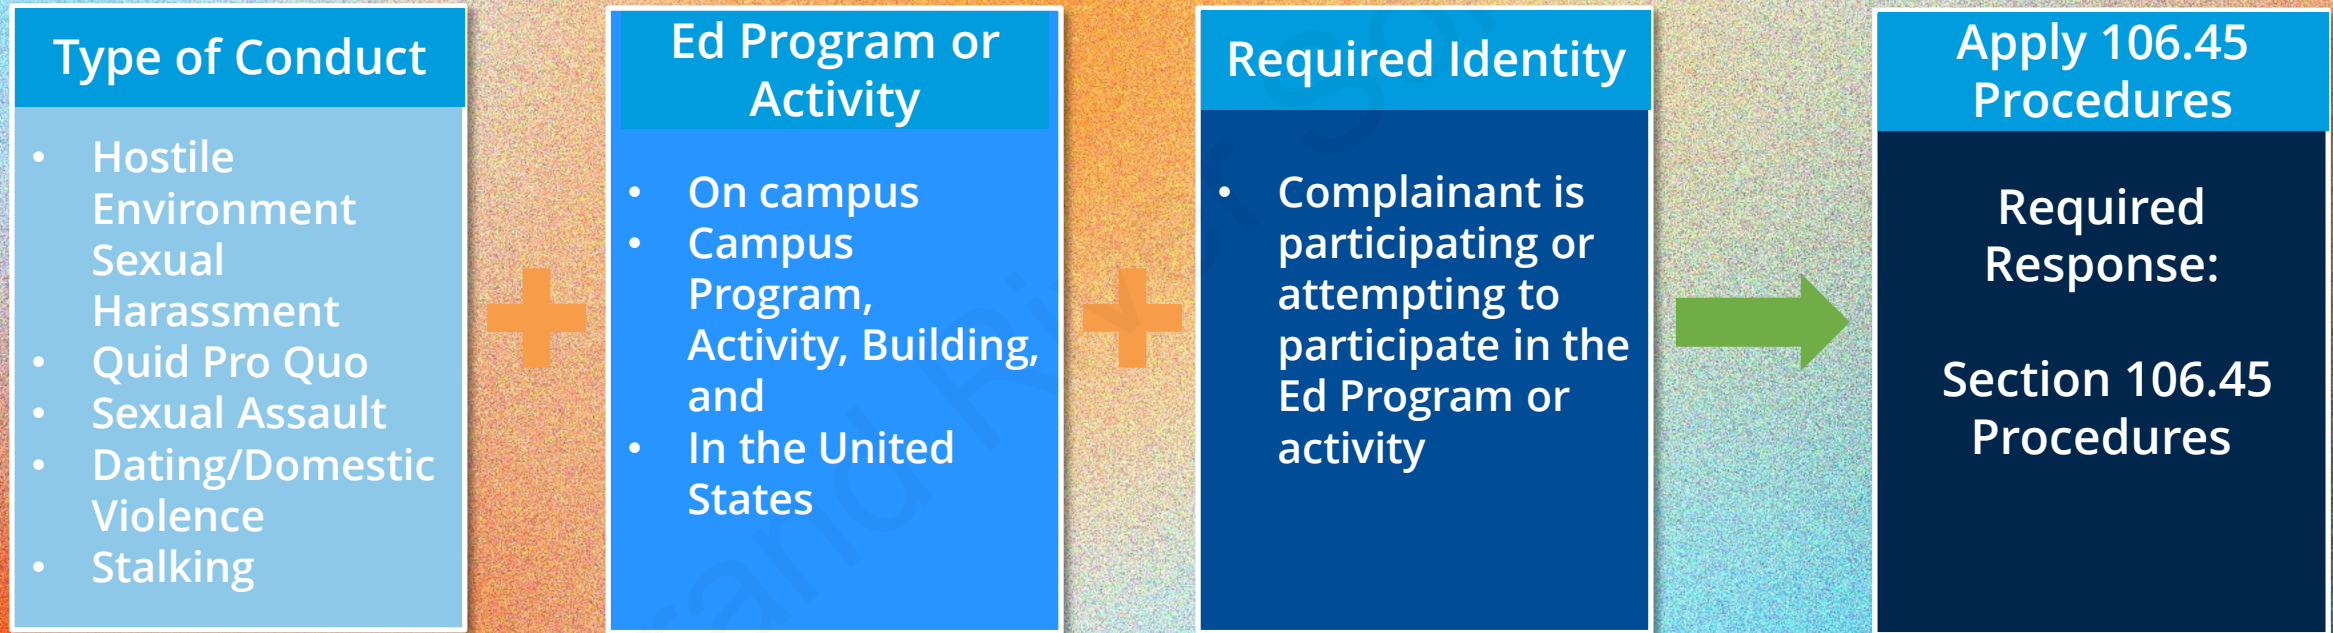 Type of Conduct
• Hostile
Environment
Sexual
Harassment
• Quid Pro Quo
• Sexual Assault
• Dating/Domestic
Violence
• Stalking
Ed Program or
Activity
• On campus
• Campus
Program,
Activity, Building,
and
• In the United
States
Required Identity
• Complainant is
participating or
attempting to
participate in the
Ed Program or
activity
Apply 106.45
Procedures
Required
Response:
Section 106.45
Procedures